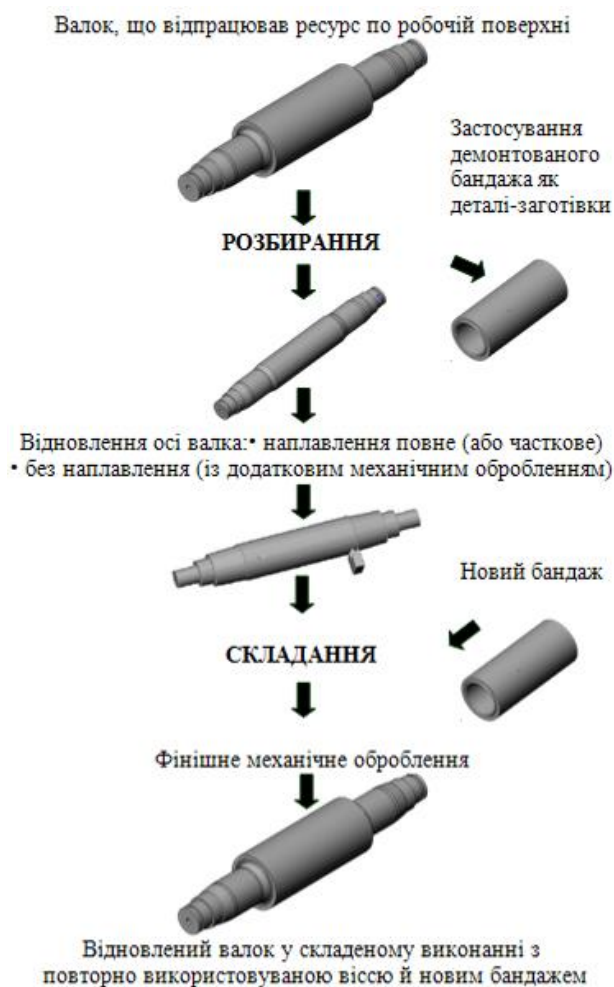 Валок, що відпрацював ресурс по робочій поверхні
Застосування
демонтованого
бандажа як
деталі-заготівки
РОЗБИРАННЯ
Відновлення осі валка:• наплавлення повне (або часткове)
• без наплавлення (із додатковим механічним обробленням)
Новий бандаж
СКЛАДАННЯ
Фінішне механічне оброблення
Відновлений валок у складеному виконанні з
повторно використовуваною віссю й новим бандажем